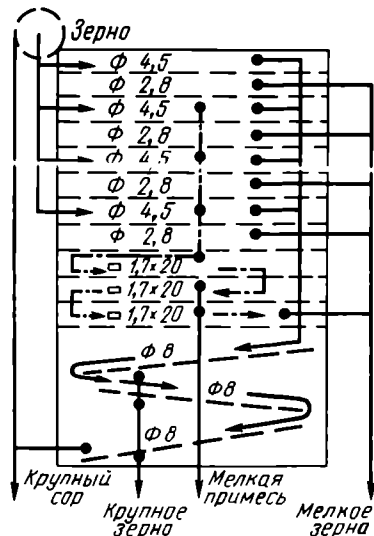 Зерно
Ф 4,5
Ф 2,8
Ф 4,5
Ф 2,8
Ф 4,5
Ф 2,8
Ф 4,5
Ф 2,8
1,7×20
1,7×20
1,7×20
Ф 8
Ф 8
Ф 8
Крупный сор
Крупное зерно
Мелкая примесь
Мелкое зерна